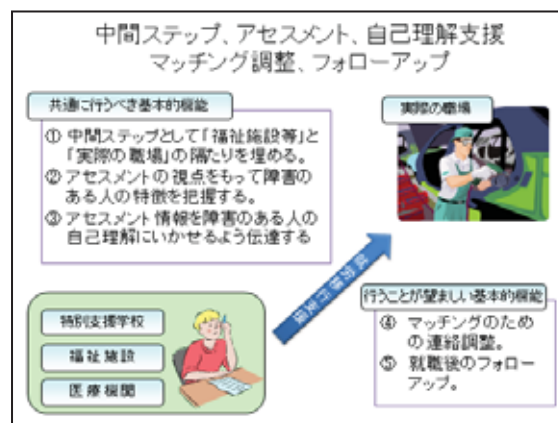 中間ステップ、アセスメント、自己理解支援
マッチング調整、フォローアップ
共通に行うべき基本的機能
① 中間ステップとして「福祉施設等」と
「実際の職場」の隔たりを埋める。
② アセスメントの視点をもって障害の
ある人の特徴を把握する。
③ アセスメント情報を障害のある人の
自己理解にいかせるよう伝達する
実際の職場
就労移行支援
特別支援学校
福祉施設
医療機関
行うことが望ましい基本的機能
④ マッチングのため
の連絡調整。
⑤ 就職後のフォロー
アップ。